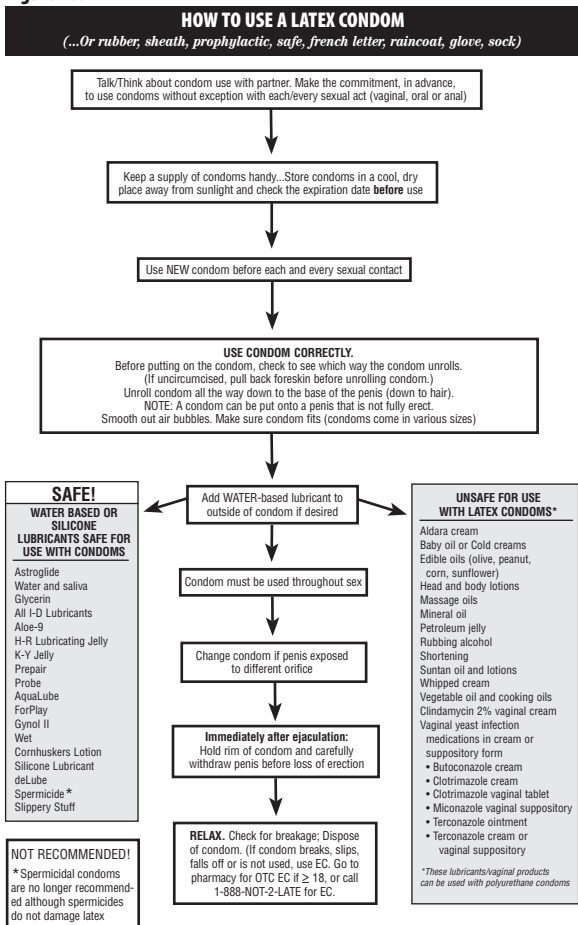 HOW TO USE A LATEX CONDOM
(...Or rubber, sheath, prophylactic, safe, french letter, raincoat, glove, sock)
Talk/Think about condom use with partner. Make the commitment, in advance,
to use condoms without exception with each/every sexual act (vaginal, oral or anal)
Keep a supply of condoms handy...Store condoms in a cool, dry
place away from sunlight and check the expiration date before use
Use NEW condom before each and every sexual contact
USE CONDOM CORRECTLY.
Before putting on the condom, check to see which way the condom unrolls.
(If uncircumcised, pull back foreskin before unrolling condom.)
Unroll condom all the way down to the base of the penis (down to hair).
NOTE: A condom can be put onto a penis that is not fully erect.
Smooth out air bubbles. Make sure condom fits (condoms come in various sizes)
SAFE!
WATER BASED OR
SILICONE
LUBRICANTS SAFE FOR
USE WITH CONDOMS
Astroglide
Water and saliva
Glycerin
All I-D Lubricants
Aloe-9
H-R Lubricating Jelly
K-Y Jelly
Prepair
Probe
AquaLube
ForPlay
Gynol II
Wet
Cornhuskers Lotion
Silicone Lubricant
deLube
Spermicide*
Slippery Stuff
NOT RECOMMENDED!
*Spermicidal condoms
are no longer recommend-
ed although spermicides
do not damage latex
Add WATER-based lubricant to
outside of condom if desired
Condom must be used throughout sex
Change condom if penis exposed
to different orifice
Immediately after ejaculation:
Hold rim of condom and carefully
withdraw penis before loss of erection
RELAX. Check for breakage; Dispose
of condom. (If condom breaks, slips,
falls off or is not used, use EC. Go to
pharmacy for OTC EC if ≥ 18, or call
1-888-NOT-2-LATE for EC.
UNSAFE FOR USE
WITH LATEX CONDOMS*
Aldara cream
Baby oil or Cold creams
Edible oils (olive, peanut,
corn, sunflower)
Head and body lotions
Massage oils
Mineral oil
Petroleum jelly
Rubbing alcohol
Shortening
Suntan oil and lotions
Whipped cream
Vegetable oil and cooking oils
Clindamycin 2% vaginal cream
Vaginal yeast infection
medications in cream or
suppository form
• Butoconazole cream
• Clotrimazole cream
• Clotrimazole vaginal tablet
• Miconazole vaginal suppository
• Terconazole ointment
• Terconazole cream or
vaginal suppository
*These lubricants/vaginal products
can be used with polyurethane condoms